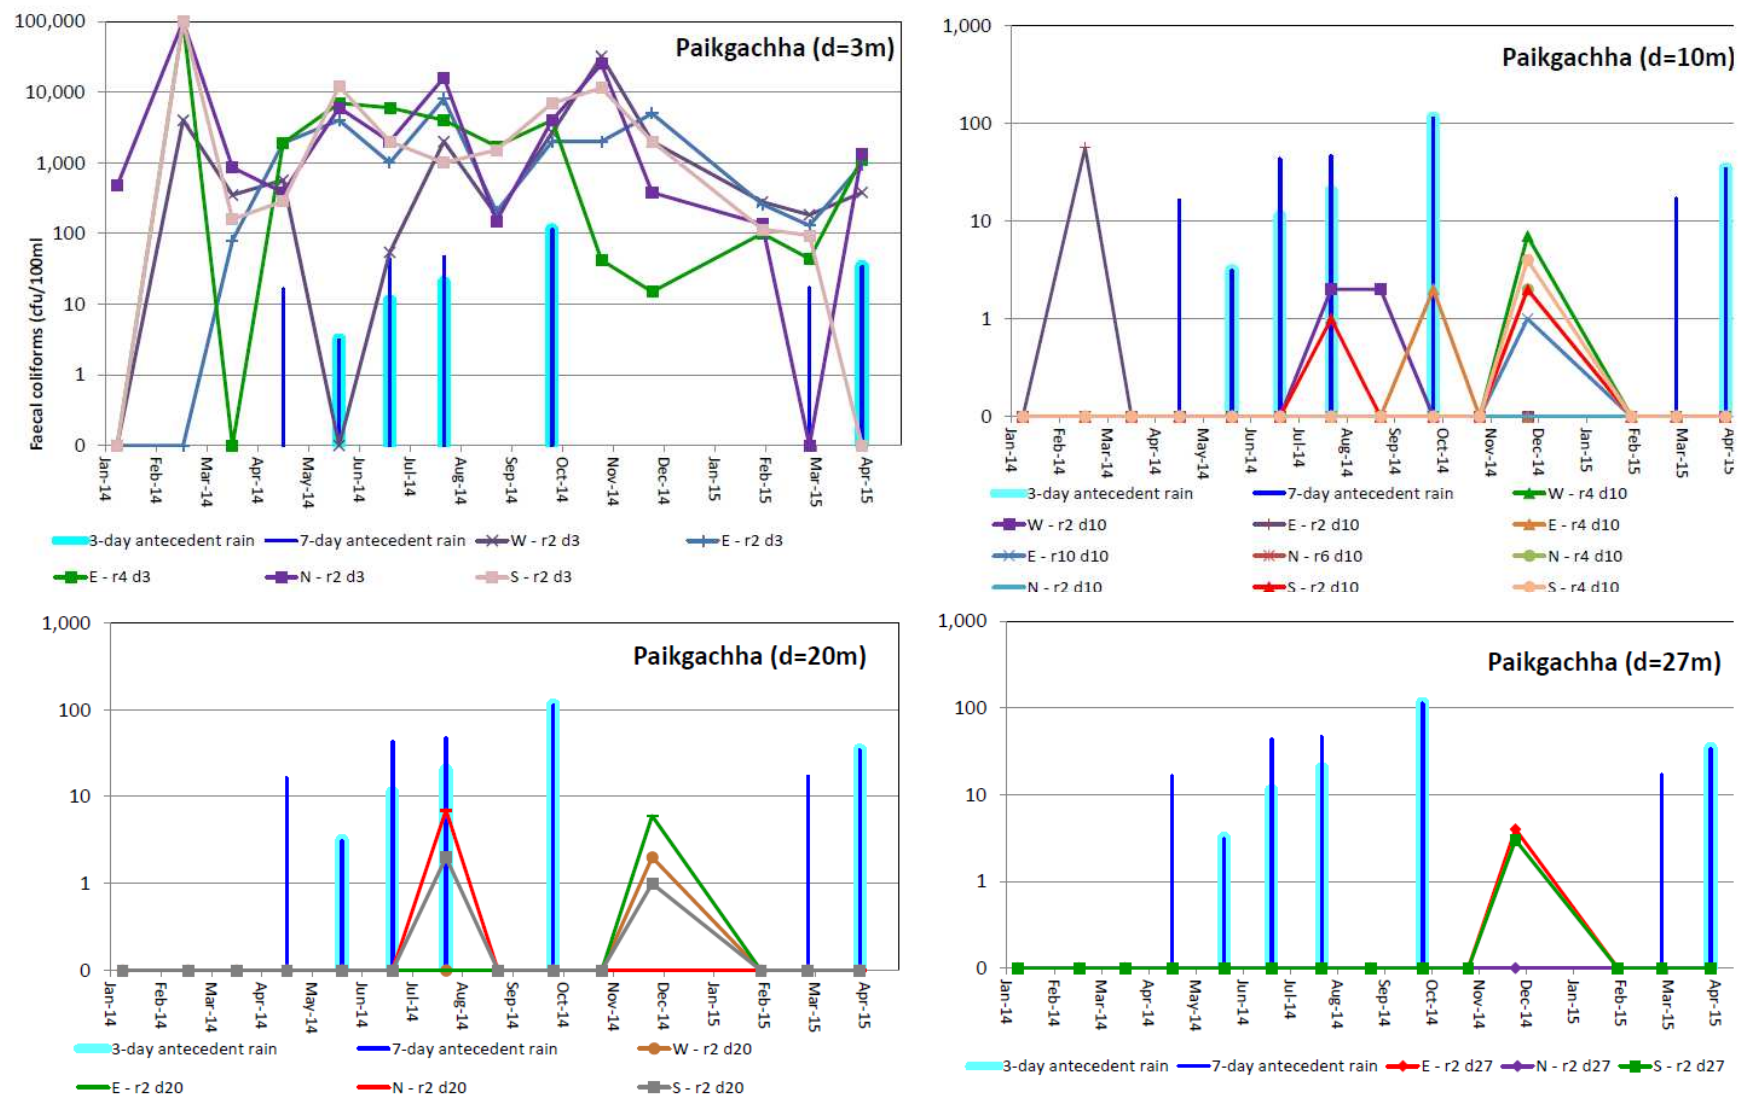 Paikgachha (d=3m)
Faecal coliforms (cfu/100ml
100,000
10,000
1,000
100
10
1
0
Jan-14 Feb-14 Mar-14 Apr-14 May-14 Jun-14 Jul-14 Aug-14 Sep-14 Oct-14 Nov-14 Dec-14 Jan-15 Feb-15 Mar-15 Apr-15
3-day antecedent rain 7-day antecedent rain W - r2 d3 E - r2 d3
E - r4 d3 N - r2 d3 S - r2 d3
Paikgachha (d=10m)
1,000
100
10
1
0
Jan-14 Feb-14 Mar-14 Apr-14 May-14 Jun-14 Jul-14 Aug-14 Sep-14 Oct-14 Nov-14 Dec-14 Jan-15 Feb-15 Mar-15 Apr-15
3-day antecedent rain 7-day antecedent rain W - r4 d10
W - r2 d10 E - r2 d10 E - r4 d10
E - r10 d10 N - r6 d10 N - r4 d10
N - r2 d10 S - r2 d10 S - r4 d10
Paikgachha (d=20m)
1,000
100
10
1
0
Jan-14 Feb-14 Mar-14 Apr-14 May-14 Jun-14 Jul-14 Aug-14 Sep-14 Oct-14 Nov-14 Dec-14 Jan-15 Feb-15 Mar-15 Apr-15
3-day antecedent rain 7-day antecedent rain W - r2 d20
E - r2 d20 N - r2 d20 S - r2 d20
Paikgachha (d=27m)
1,000
100
10
1
0
Jan-14 Feb-14 Mar-14 Apr-14 May-14 Jun-14 Jul-14 Aug-14 Sep-14 Oct-14 Nov-14 Dec-14 Jan-15 Feb-15 Mar-15 Apr-15
3-day antecedent rain 7-day antecedent rain E - r2 d27 N - r2 d27 S - r2 d27